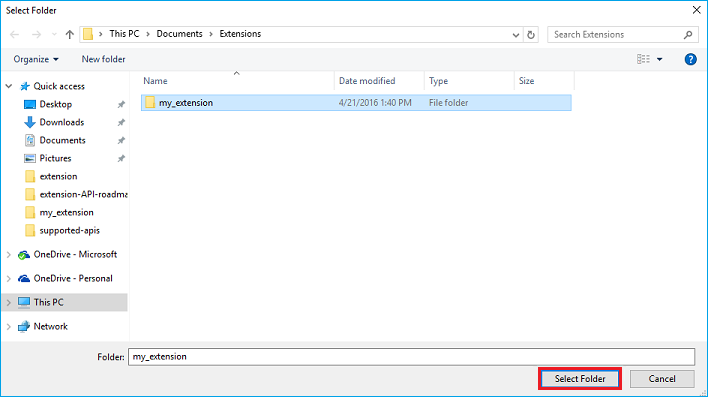 Select Folder
This PC > Documents > Extensions
Search Extensions
Organize
New folder
?
Name
Date modified
Type
Size
my_extension
4/21/2016 1:40 PM
File folder
Quick access
Desktop
Downloads
Documents
Pictures
extension
extension-API-roadma
my_extension
supported-apis
OneDrive - Microsoft
OneDrive - Personal
This PC
Network
Folder:
my_extension
Select Folder
Cancel